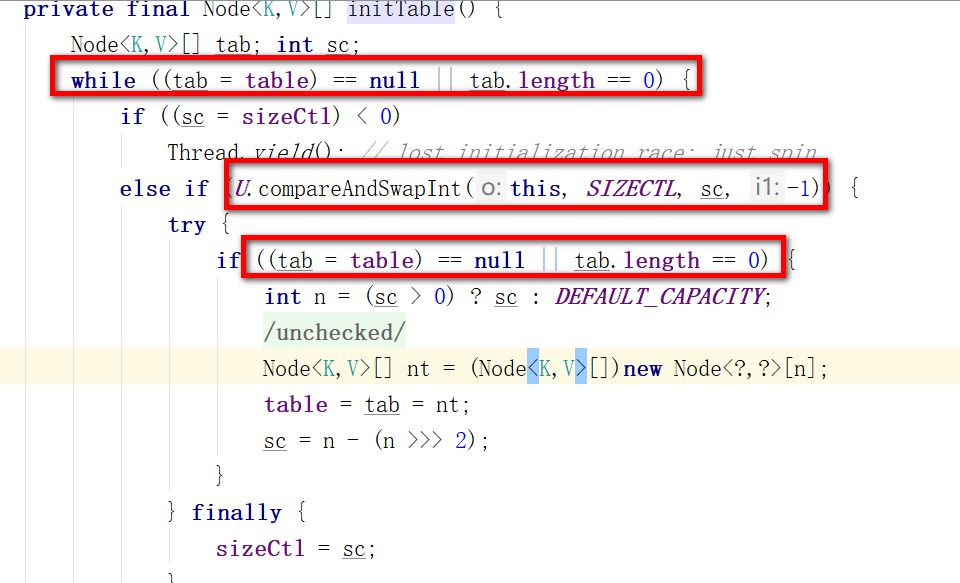 private final Node<K,V>[] initTable() {
Node<K,V>[] tab; int sc;
while ((tab = table) == null || tab.length == 0) {
if ((sc = sizeCtl) < 0)
Thread.yield(); // lost initialization race; just spin
else if (U.compareAndSwapInt( o: this, SIZECTL, sc, i1: -1)) {
try {
if ((tab = table) == null || tab.length == 0) {
int n = (sc > 0) ? sc : DEFAULT_CAPACITY;
/unchecked/
Node<K,V>[] nt = (Node<K,V>[])new Node<?,?>[n];
table = tab = nt;
sc = n - (n >>> 2);
}
} finally {
sizeCtl = sc;
}